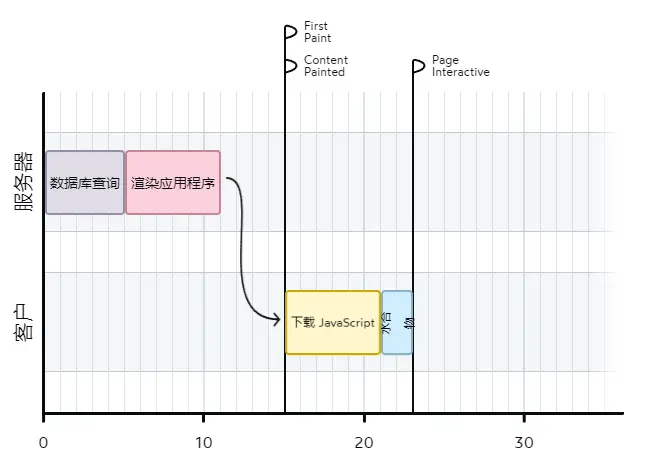 First
Paint
Content
Painted
Page
Interactive
服务器
数据库查询
渲染应用程序
客户
下载 JavaScript
水合
物
0
10
20
30